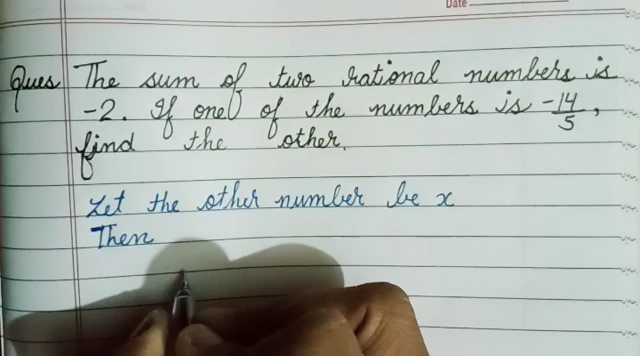 Date
Ques The sum of two rational numbers is
-2. If one of the numbers is -14/5,
find the other.
Let the other number be x
Then